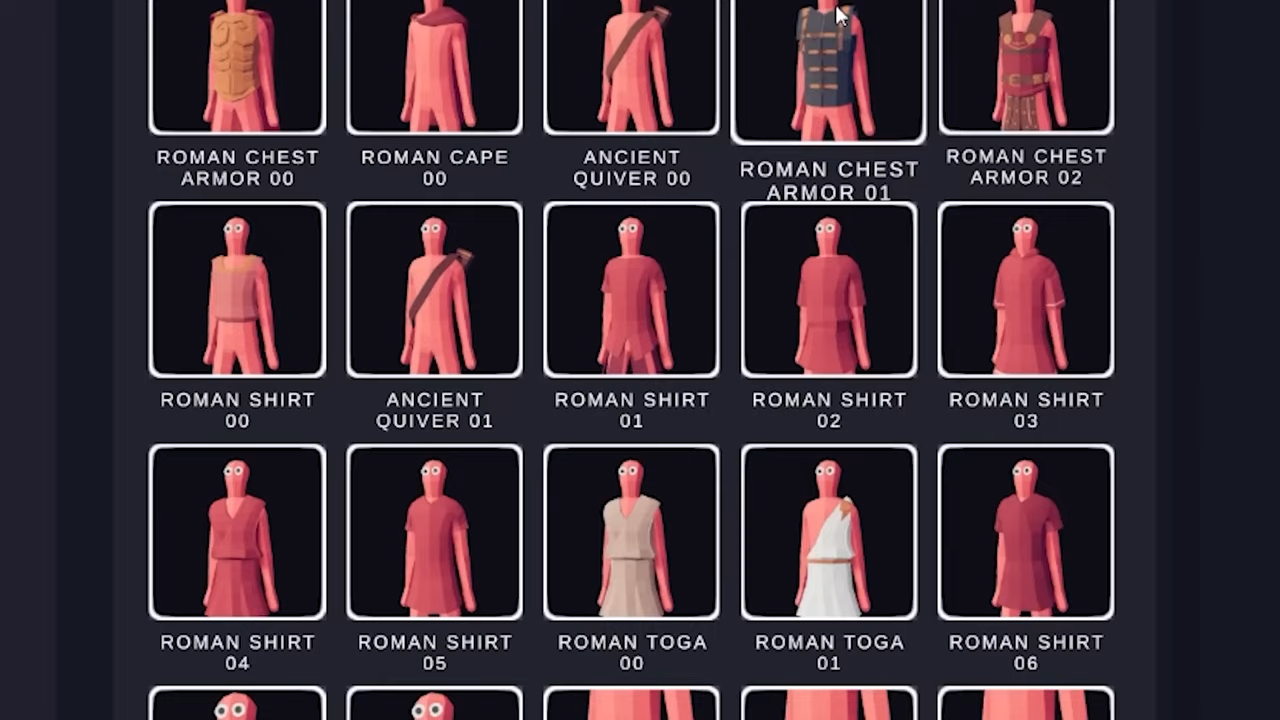 ROMAN CHEST
ARMOR 00
ROMAN CAPE
00
ANCIENT
QUIVER 00
ROMAN CHEST
ARMOR 01
ROMAN CHEST
ARMOR 02
ROMAN SHIRT
00
ANCIENT
QUIVER 01
ROMAN SHIRT
01
ROMAN SHIRT
02
ROMAN SHIRT
03
ROMAN SHIRT
04
ROMAN SHIRT
05
ROMAN TOGA
00
ROMAN TOGA
01
ROMAN SHIRT
06